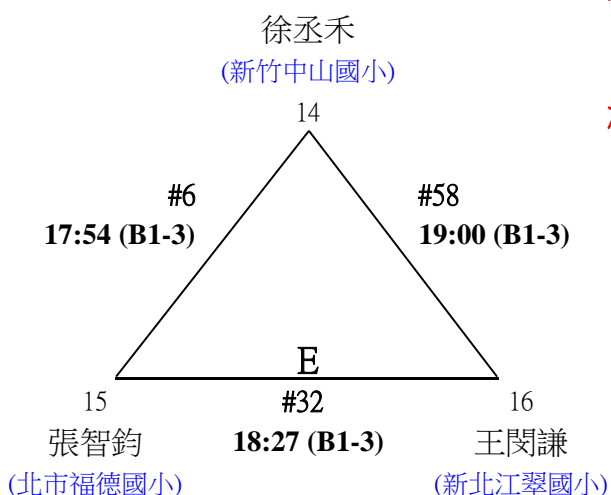 徐丞禾
(新竹中山國小)
14
#6
#58
17:54 (B1-3)
19:00 (B1-3)
E
15
#32
16
張智鈞
18:27 (B1-3)
王閔謙
(北市福德國小)
(新北江翠國小)